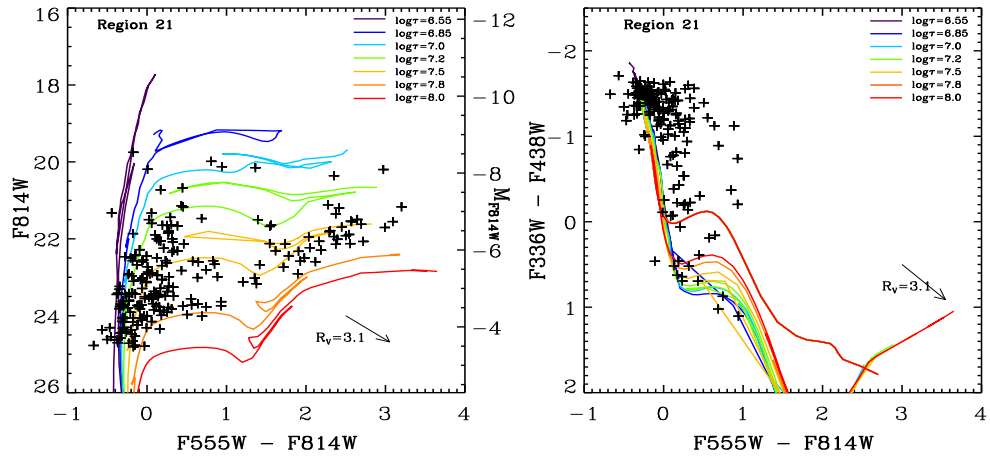 Region 21
logτ=6.55
logτ=6.85
logτ=7.0
logτ=7.2
logτ=7.5
logτ=7.8
logτ=8.0
16
18
20
22
24
26
F814W
−12
−10
−8
−6
−4
M_F814W
R_V=3.1
−1
0
1
2
3
4
F555W − F814W
Region 21
logτ=6.55
logτ=6.85
logτ=7.0
logτ=7.2
logτ=7.5
logτ=7.8
logτ=8.0
−2
−1
0
1
2
F336W − F438W
R_V=3.1
−1
0
1
2
3
4
F555W − F814W